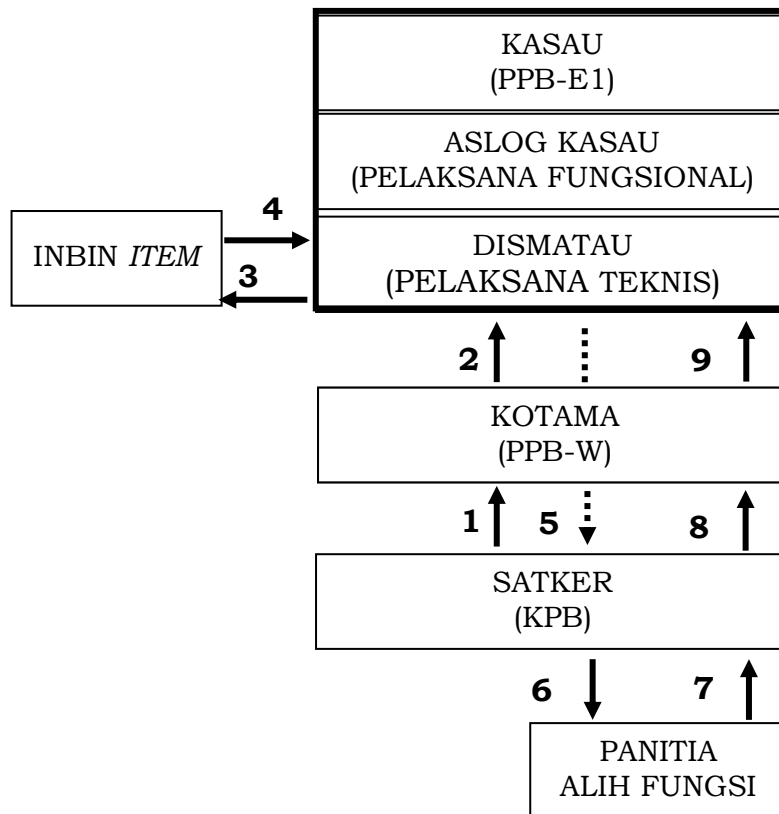 KASAU
(PPB-E1)
ASLOG KASAU
(PELAKSANA FUNGSIONAL)
4
INBIN ITEM
DISMATAU
(PELAKSANA TEKNIS)
3
2
9
KOTAMA
(PPB-W)
1
5
8
SATKER
(KPB)
6
7
PANITIA
ALIH FUNGSI